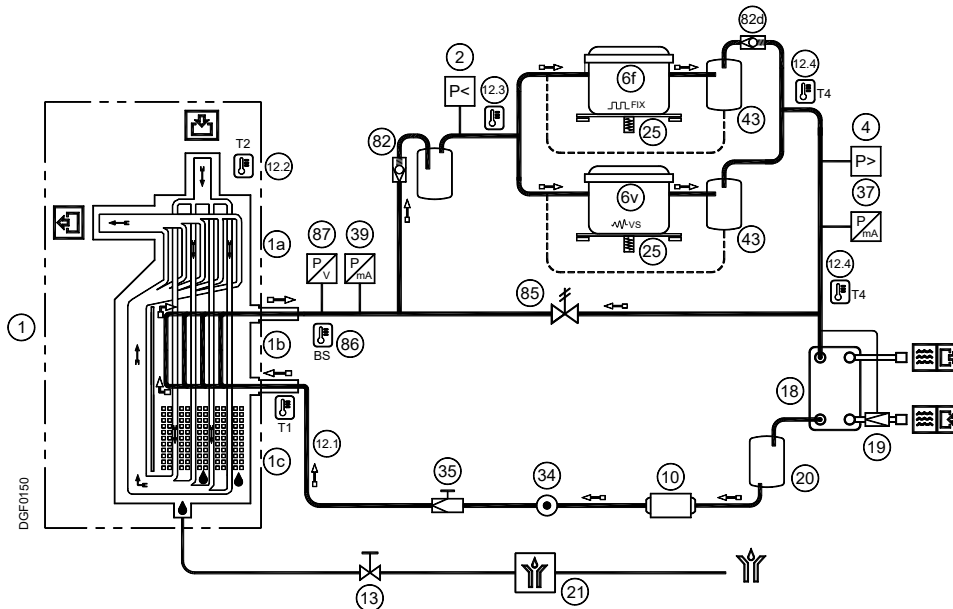 82d
2
P<
12.3
6f
FIX
12.4
T4
43
4
25
P>
82
T2
12.2
6v
VS
37
P
mA
43
25
1a
87
39
12.4
P
V
P
mA
T4
85
1
1b
BS
86
18
T1
19
12.1
1c
35
34
10
20
DGF0150
13
21